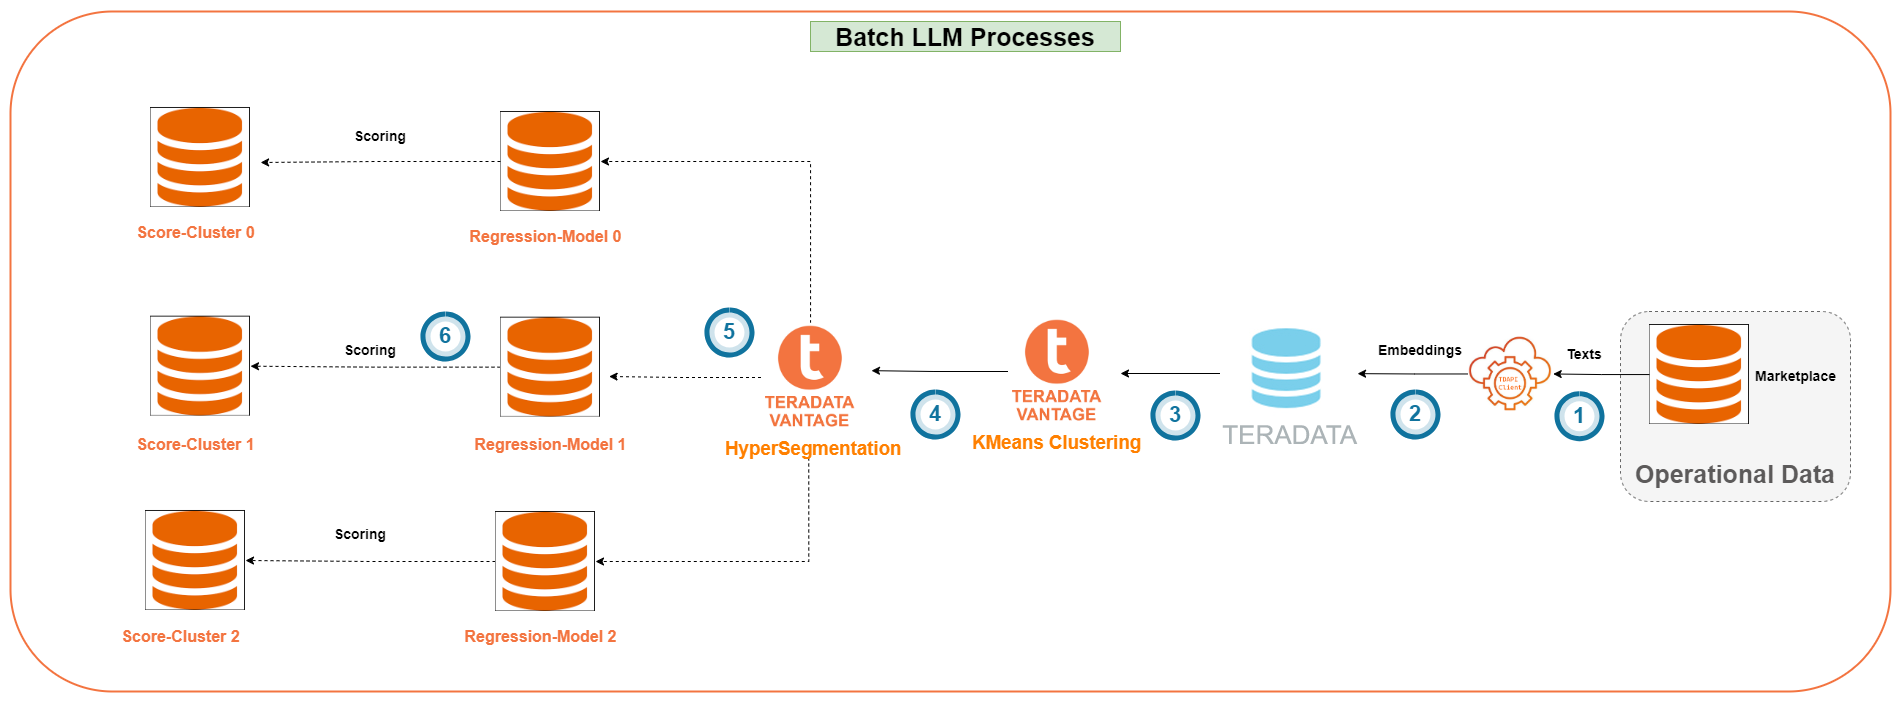 Batch LLM Processes
Scoring
Score-Cluster 0
Regression-Model 0
Scoring
6
5
Score-Cluster 1
Regression-Model 1
t
TERADATA
VANTAGE
HyperSegmentation
4
t
TERADATA
VANTAGE
KMeans Clustering
3
TERADATA
Embeddings
2
Texts
1
Marketplace
Operational Data
Scoring
Score-Cluster 2
Regression-Model 2